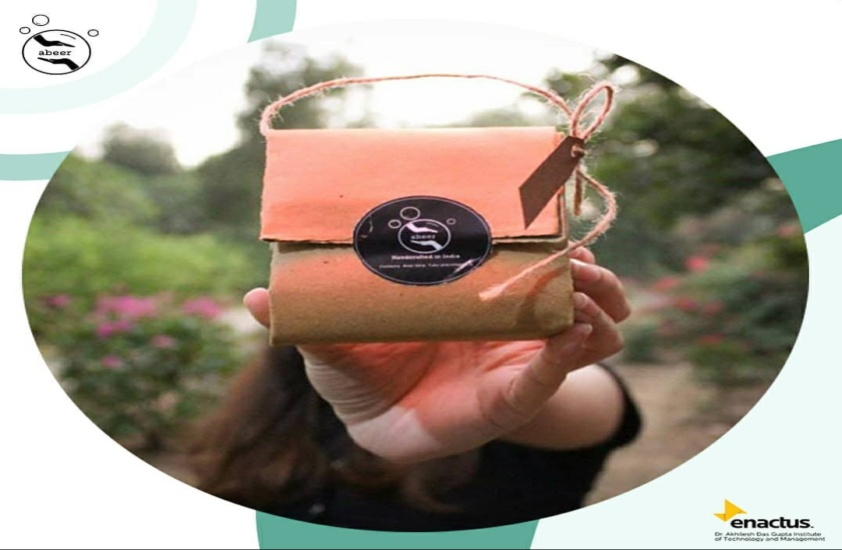 abeer
abeer
Handcrafted in India
enactus.
Dr. Akhilesh Das Gupta Institute
of Technology and Management